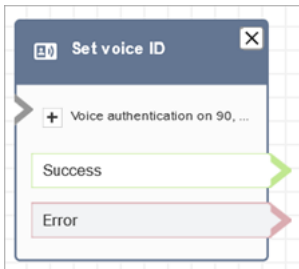 Set voice ID
Voice authentication on 90, ...
Success
Error